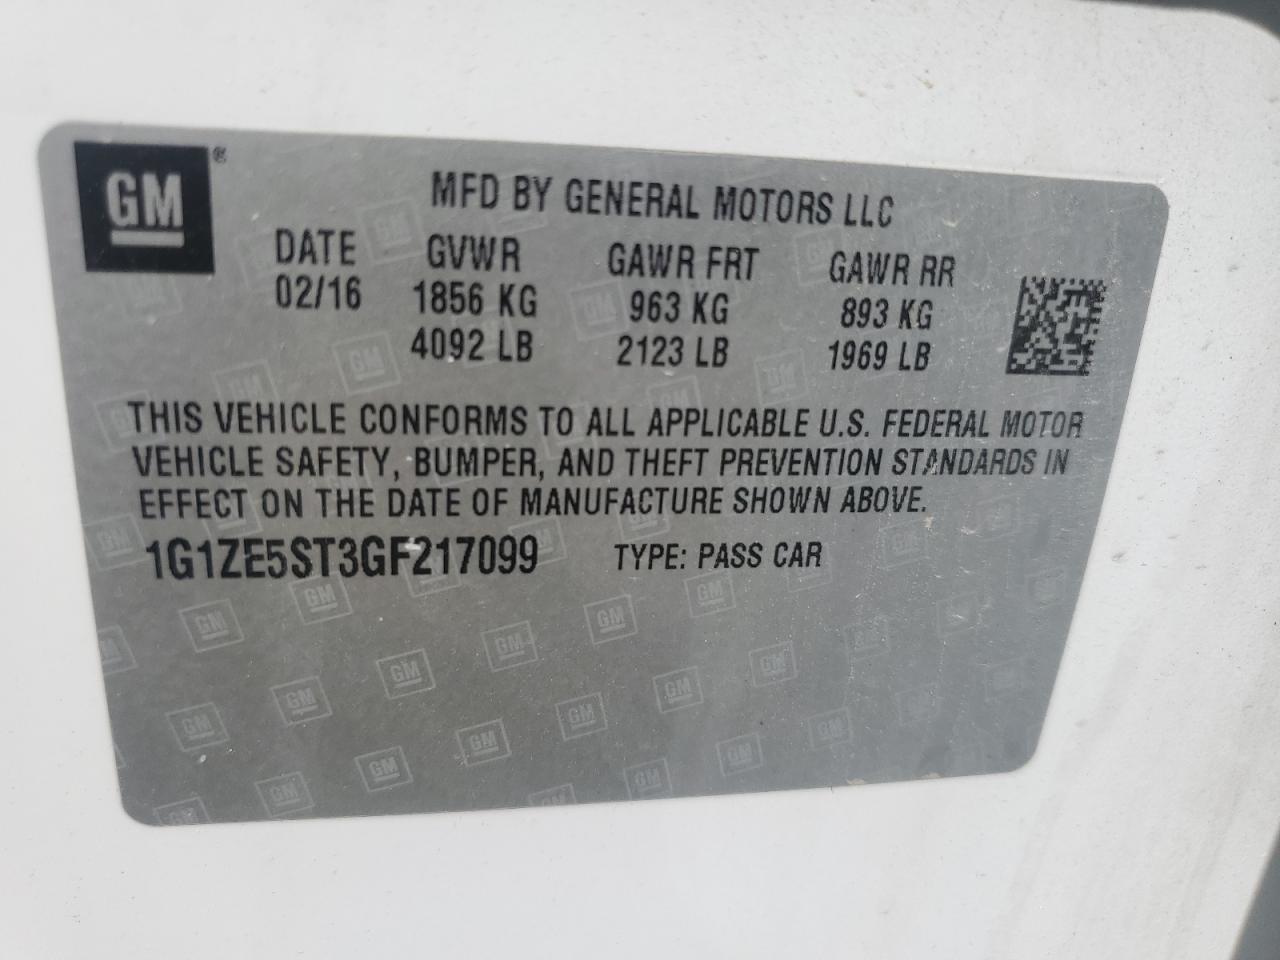 GM®
MFD BY GENERAL MOTORS LLC
DATE GVWR GAWR FRT GAWR RR
02/16 1856 KG 963 KG 893 KG
4092 LB 2123 LB 1969 LB
THIS VEHICLE CONFORMS TO ALL APPLICABLE U.S. FEDERAL MOTOR
VEHICLE SAFETY, BUMPER, AND THEFT PREVENTION STANDARDS IN
EFFECT ON THE DATE OF MANUFACTURE SHOWN ABOVE.
1G1ZE5ST3GF217099 TYPE: PASS CAR